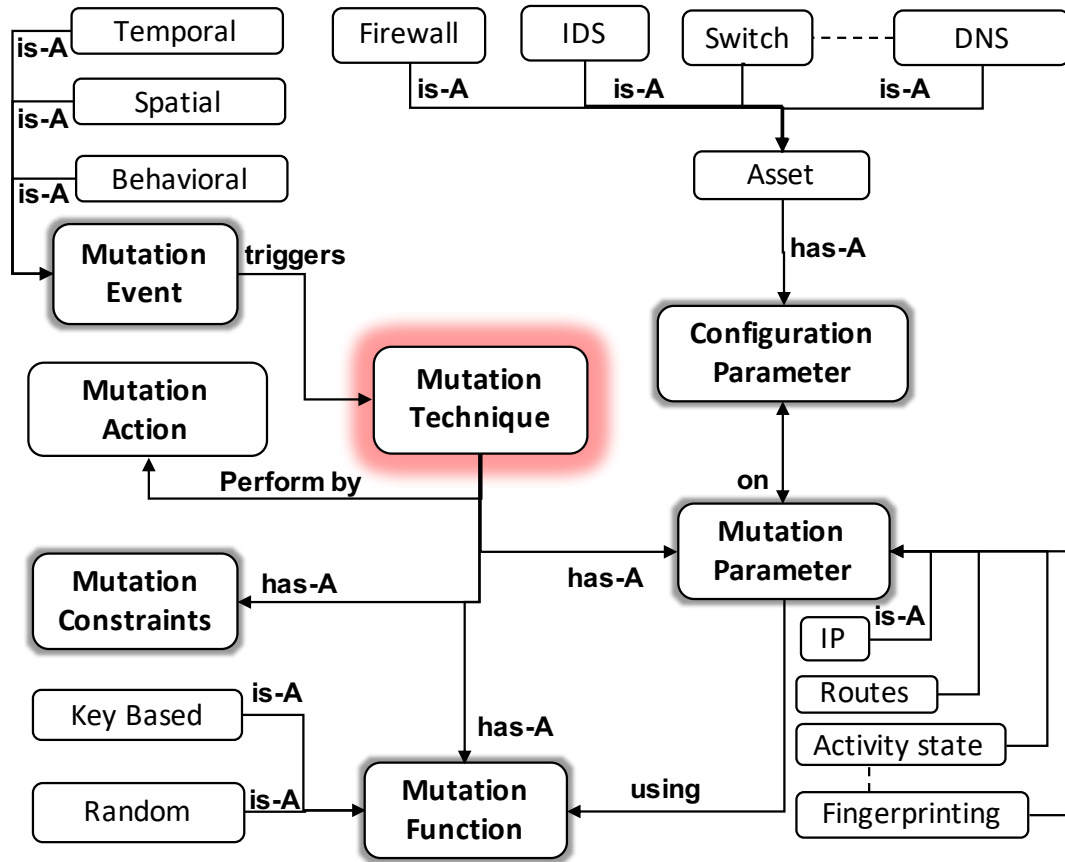 Temporal
is-A
Spatial
is-A
Behavioral
is-A
Mutation
Event
triggers
Firewall
IDS
Switch
DNS
is-A
is-A
is-A
Asset
has-A
Configuration
Parameter
Mutation
Technique
Mutation
Action
Perform by
on
Mutation
Parameter
has-A
Mutation
Constraints
has-A
is-A
IP
Routes
Activity state
Fingerprinting
is-A
Key Based
has-A
Random
is-A
Mutation
Function
using